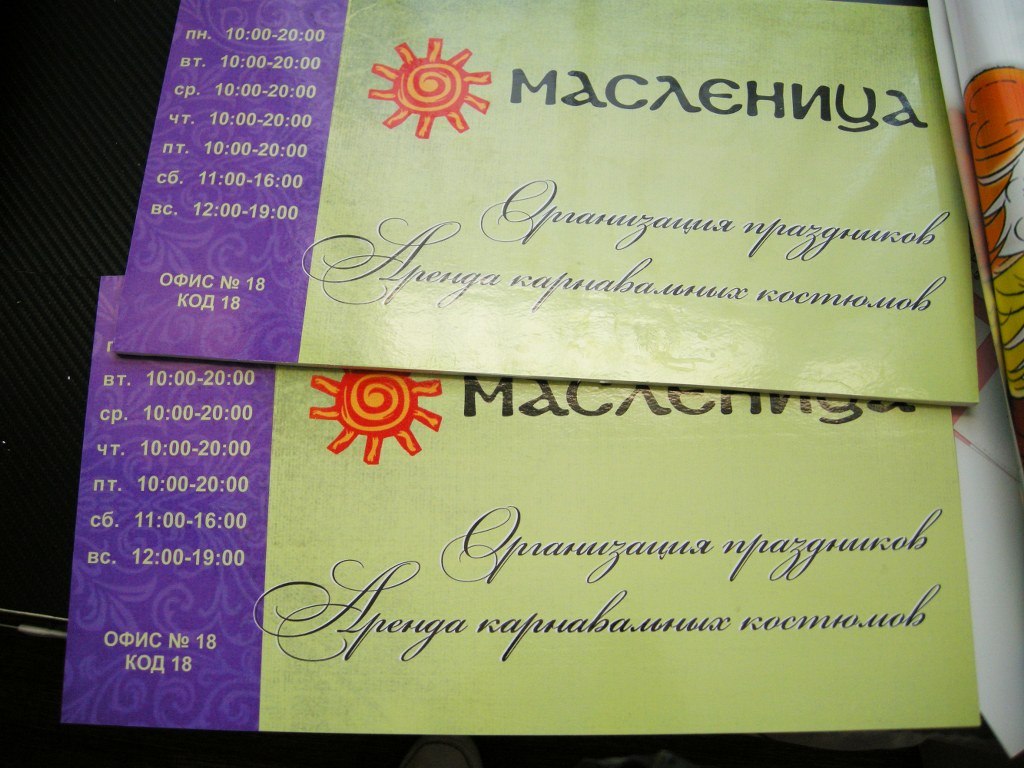 пн. 10:00-20:00
вт. 10:00-20:00
ср. 10:00-20:00
чт. 10:00-20:00
пт. 10:00-20:00
сб. 11:00-16:00
вс. 12:00-19:00
ОФИС № 18
КОД 18
МАСЛЕНИЦА
Организация праздников
Аренда карнавальных костюмов
вт. 10:00-20:00
ср. 10:00-20:00
чт. 10:00-20:00
пт. 10:00-20:00
сб. 11:00-16:00
вс. 12:00-19:00
ОФИС № 18
КОД 18
МАСЛЕНИЦА
Организация праздников
Аренда карнавальных костюмов